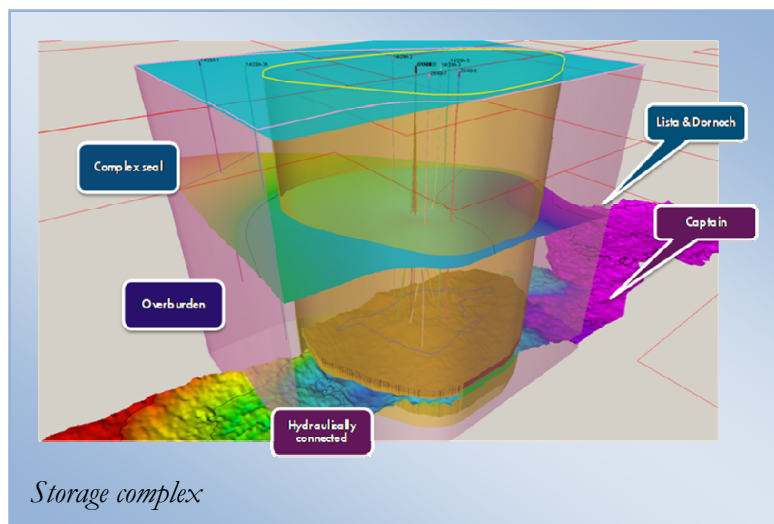 Lista & Dornoch
Complex seal
Captain
Overburden
Hydraulically
connected
Storage complex